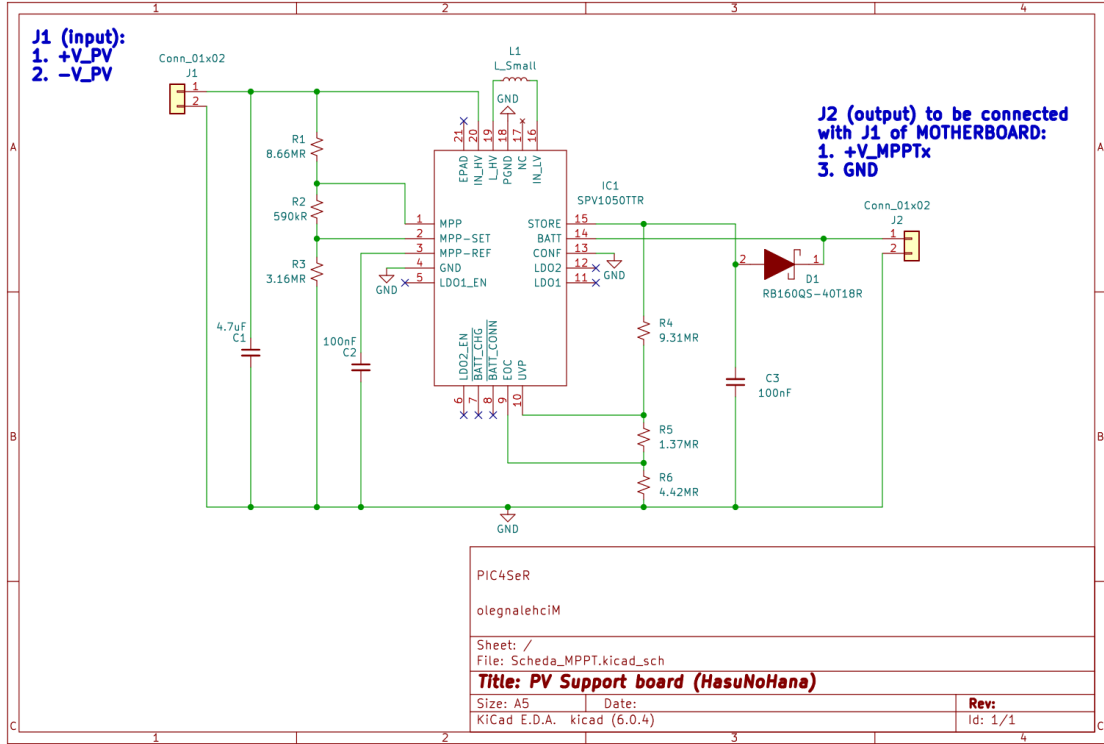 1 2 3 4
J1 (input):
1. +V_PV
2. -V_PV
Conn_01x02
J1
1
2
L1
L_Small
GND
J2 (output) to be connected
with J1 of MOTHERBOARD:
1. +V_MPPTx
3. GND
A A
R1
8.66MR
R2
590kR
R3
3.16MR
21 20 19 18 17 16
EPAD IN_HV L_HV PGND NC IN_LV
IC1
SPV1050TTR
1 MPP
2 MPP-SET
3 MPP-REF
4 GND
5 LDO1_EN
GND
STORE 15
BATT 14
CONF 13
LDO2 12
LDO1 11
GND
Conn_01x02
J2
1
2
2 1
D1
RB160QS-40T18R
4.7uF
C1
100nF
C2
LDO2_EN BATT_CHG BATT_CONN EOC UVP
6 7 8 9 10
R4
9.31MR
C3
100nF
B B
R5
1.37MR
R6
4.42MR
GND
PIC4SeR
olegnalehciM
Sheet: /
File: Scheda_MPPT.kicad_sch
Title: PV Support board (HasuNoHana)
Size: A5 Date: Rev:
KiCad E.D.A. kicad (6.0.4) Id: 1/1
C C
1 2 3 4